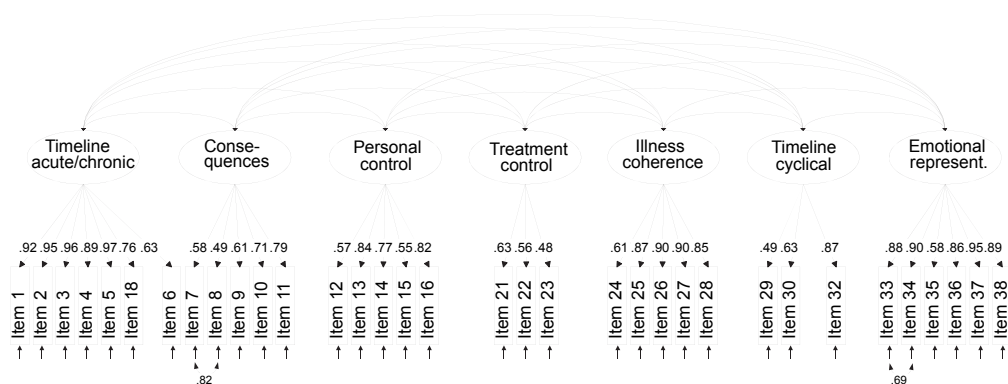 Timeline
acute/chronic
Conse-
quences
Personal
control
Treatment
control
Illness
coherence
Timeline
cyclical
Emotional
represent.
.92 .95 .96 .89 .97 .76 .63
.58 .49 .61 .71 .79
.57 .84 .77 .55 .82
.63 .56 .48
.61 .87 .90 .90 .85
.49 .63 .87
.88 .90 .58 .86 .95 .89
Item 1
Item 2
Item 3
Item 4
Item 5
Item 18
Item 6
Item 7
Item 8
Item 9
Item 10
Item 11
Item 12
Item 13
Item 14
Item 15
Item 16
Item 21
Item 22
Item 23
Item 24
Item 25
Item 26
Item 27
Item 28
Item 29
Item 30
Item 32
Item 33
Item 34
Item 35
Item 36
Item 37
Item 38
.82
.69